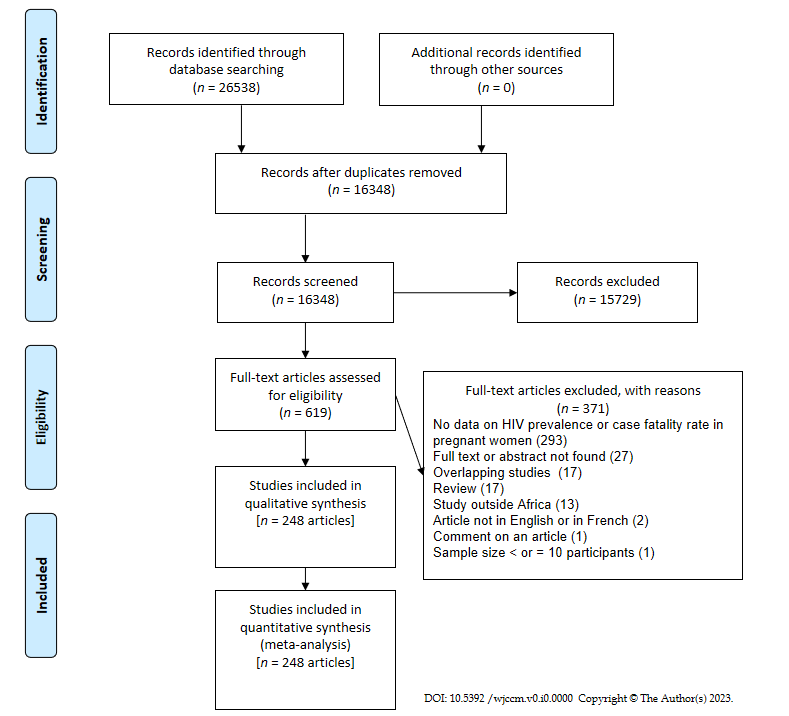 Identification
Records identified through
database searching
(n = 26538)
Additional records identified
through other sources
(n = 0)
Records after duplicates removed
(n = 16348)
Screening
Records screened
(n = 16348)
Records excluded
(n = 15729)
Eligibility
Full-text articles assessed
for eligibility
(n = 619)
Full-text articles excluded, with reasons
(n = 371)
No data on HIV prevalence or case fatality rate in
pregnant women (293)
Full text or abstract not found (27)
Overlapping studies (17)
Review (17)
Study outside Africa (13)
Article not in English or in French (2)
Comment on an article (1)
Sample size < or = 10 participants (1)
Studies included in
qualitative synthesis
[n = 248 articles]
Included
Studies included in
quantitative synthesis
(meta-analysis)
[n = 248 articles]
DOI: 10.5392 /wjccm.v0.i0.0000 Copyright © The Author(s) 2023.